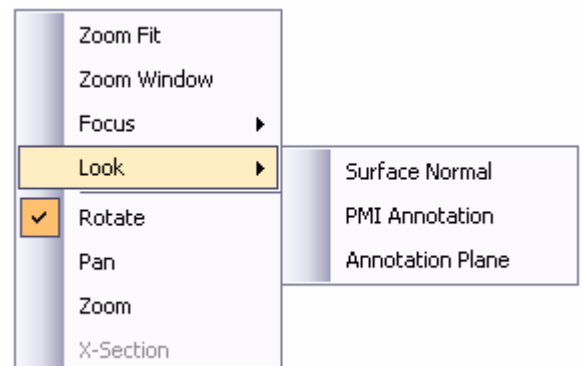 Zoom Fit
Zoom Window
Focus
Look
Rotate
Pan
Zoom
X-Section
Surface Normal
PMI Annotation
Annotation Plane